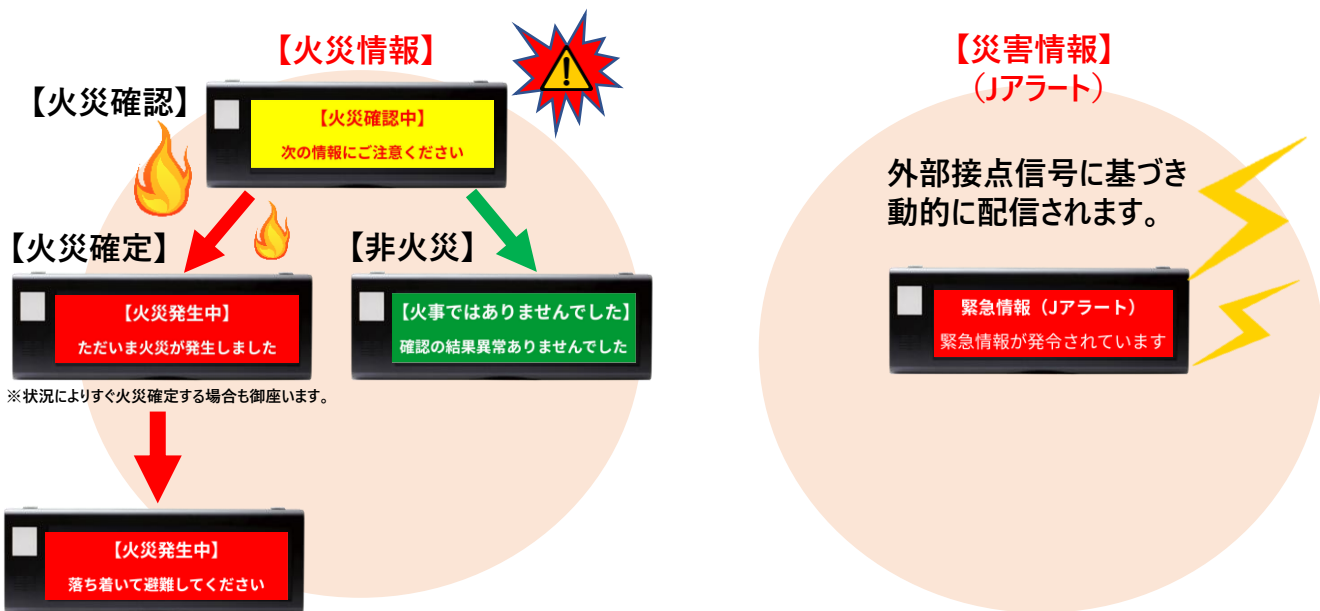 【火災情報】
【火災確認】
【火災確認中】
次の情報にご注意ください
【火災確定】
【火災発生中】
ただいま火災が発生しました
※状況によりすぐ火災確定する場合も御座います。
【非火災】
【火事ではありませんでした】
確認の結果異常ありませんでした
【火災発生中】
落ち着いて避難してください
【災害情報】
（Jアラート）
外部接点信号に基づき
動的に配信されます。
緊急情報（Jアラート）
緊急情報が発令されています